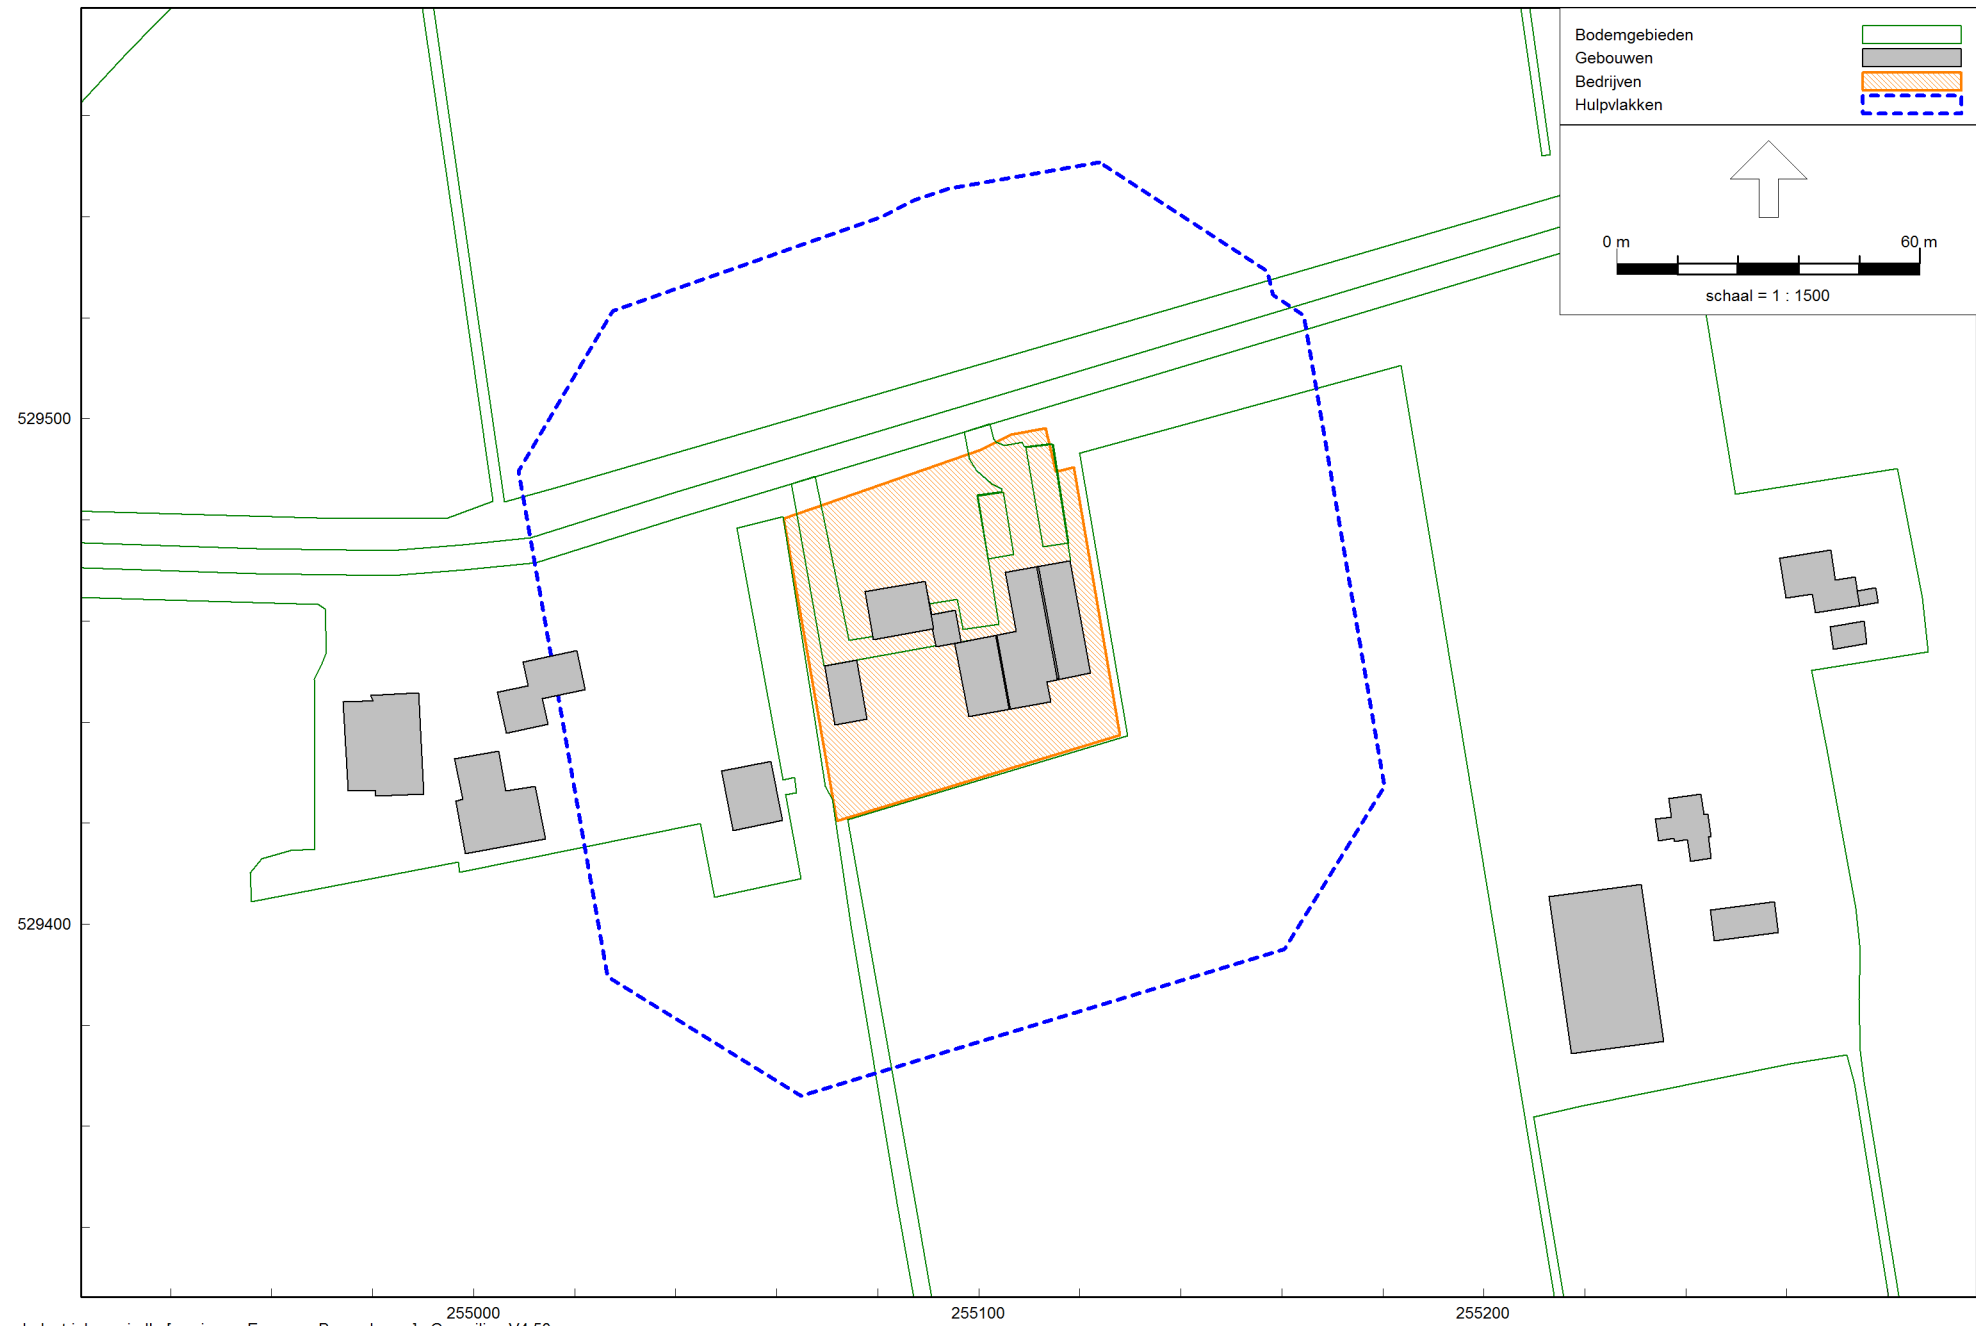 Bodemgebieden
Gebouwen
Bedrijven
Hulpvlakken
0 m 60 m
schaal = 1 : 1500
529500
529400
255000 255100 255200